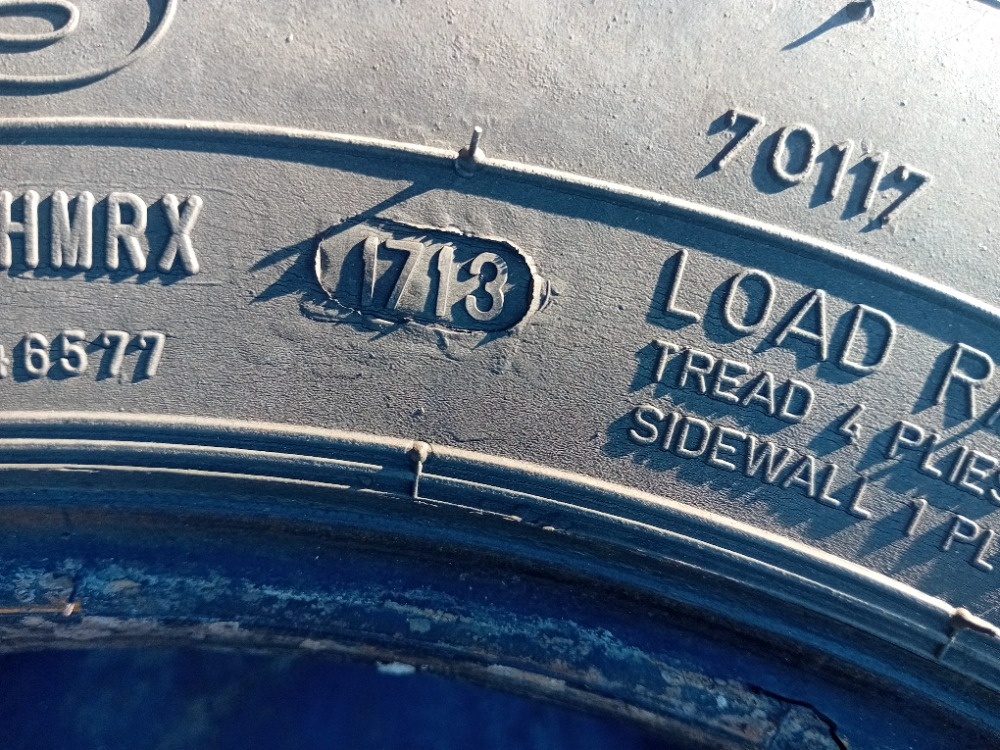 70117
HMRX
1713
6577
LOAD
TREAD 4 PLIES
SIDEWALL 1 PL